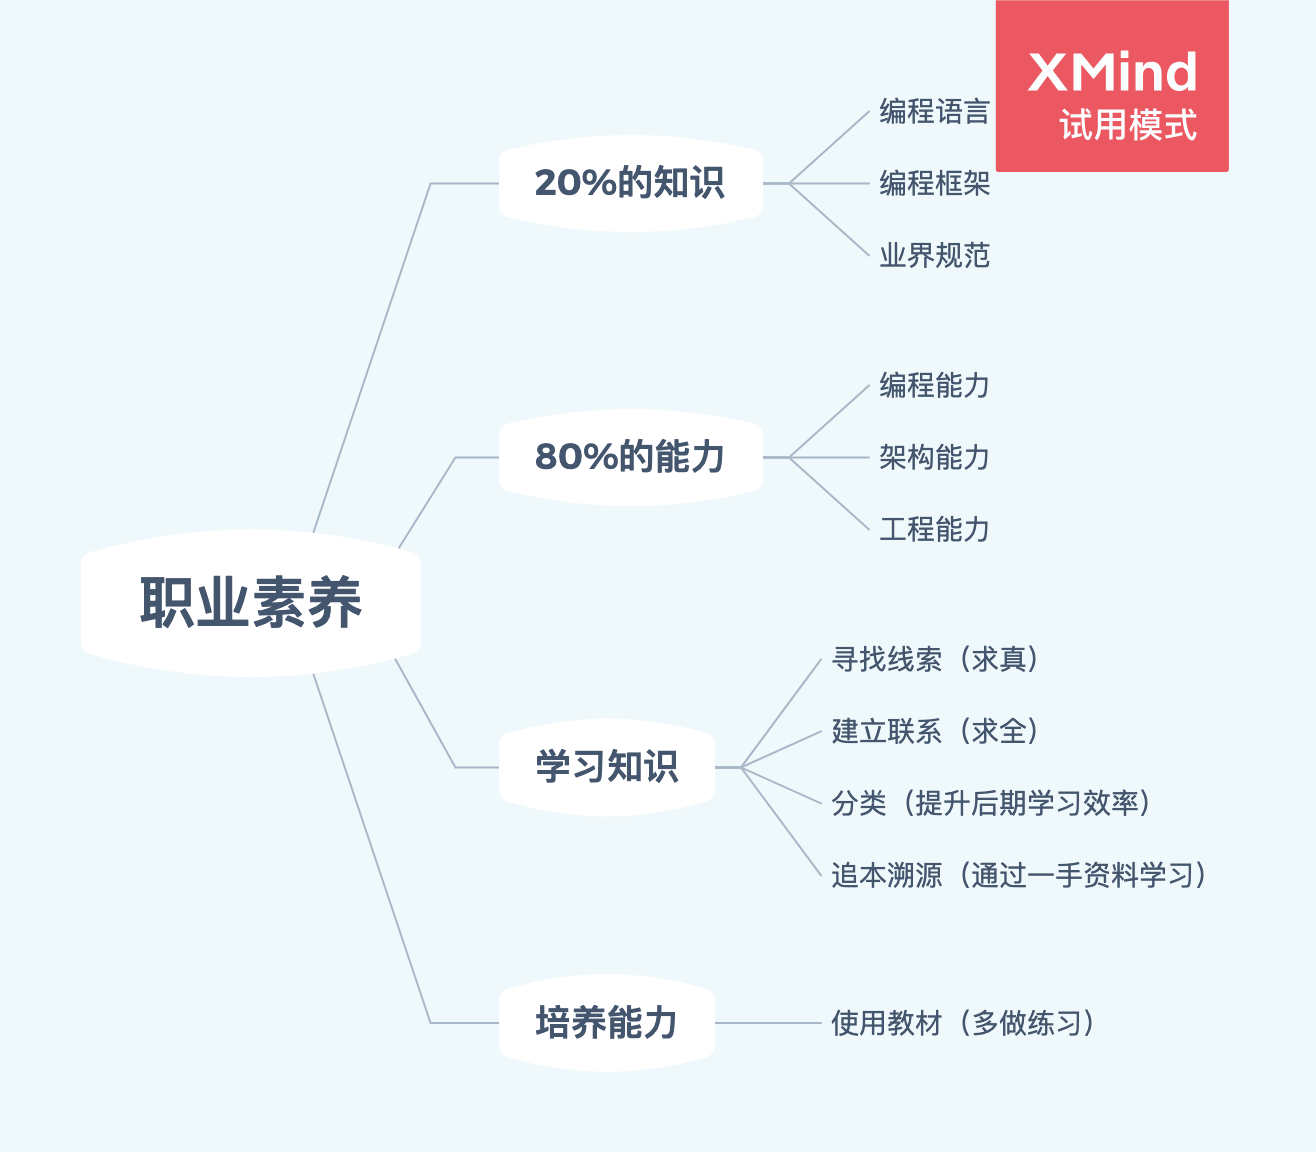 XMind
试用模式
职业素养
20%的知识
编程语言
编程框架
业界规范
80%的能力
编程能力
架构能力
工程能力
学习知识
寻找线索（求真）
建立联系（求全）
分类（提升后期学习效率）
追本溯源（通过一手资料学习）
培养能力
使用教材（多做练习）